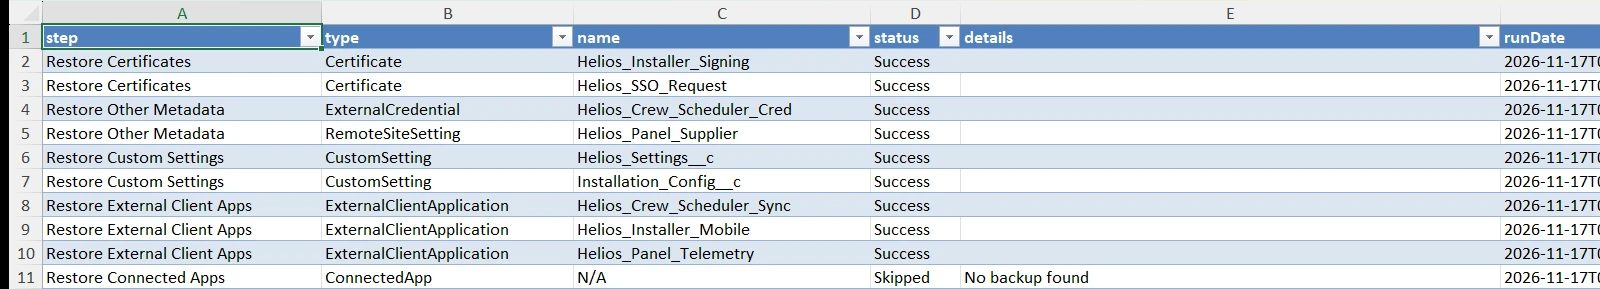 A B C D E
1 step type name status details runDate
2 Restore Certificates Certificate Helios_Installer_Signing Success 2026-11-17T
3 Restore Certificates Certificate Helios_SSO_Request Success 2026-11-17T
4 Restore Other Metadata ExternalCredential Helios_Crew_Scheduler_Cred Success 2026-11-17T
5 Restore Other Metadata RemoteSiteSetting Helios_Panel_Supplier Success 2026-11-17T
6 Restore Custom Settings CustomSetting Helios_Settings__c Success 2026-11-17T
7 Restore Custom Settings CustomSetting Installation_Config__c Success 2026-11-17T
8 Restore External Client Apps ExternalClientApplication Helios_Crew_Scheduler_Sync Success 2026-11-17T
9 Restore External Client Apps ExternalClientApplication Helios_Installer_Mobile Success 2026-11-17T
10 Restore External Client Apps ExternalClientApplication Helios_Panel_Telemetry Success 2026-11-17T
11 Restore Connected Apps ConnectedApp N/A Skipped No backup found 2026-11-17T